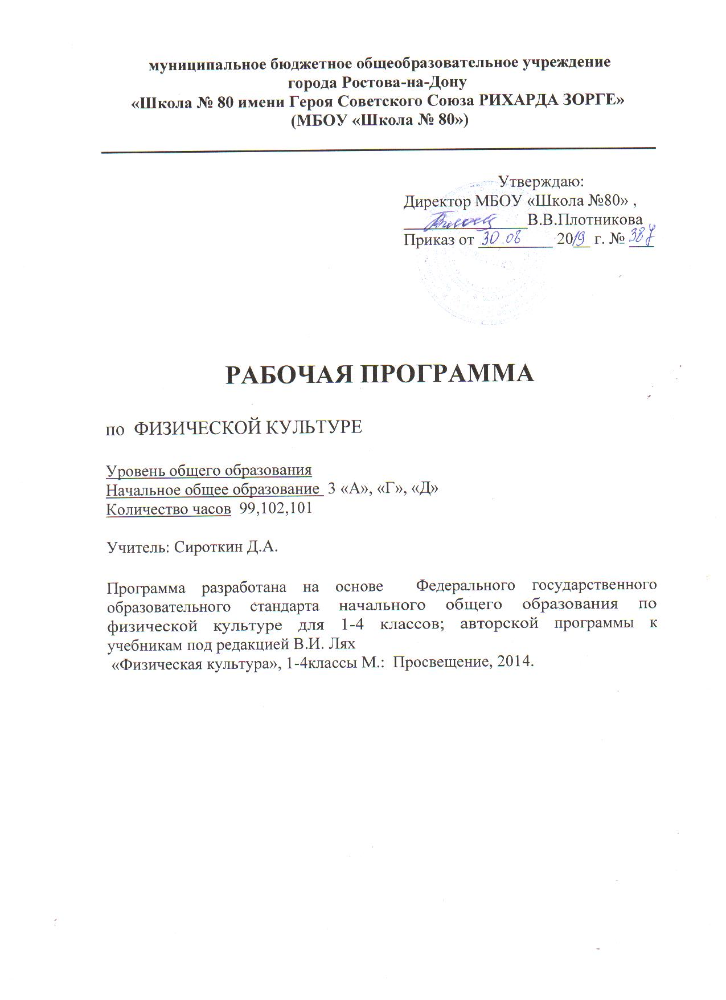 муниципальное бюджетное общеобразовательное учреждение
города Ростова-на-Дону
«Школа № 80 имени Героя Советского Союза РИХАРДА ЗОРГЕ»
(МБОУ «Школа № 80»)
Утверждаю:
Директор МБОУ «Школа №80» ,
_______________В.В.Плотникова
Приказ от 30.08 2019 г. №
РАБОЧАЯ ПРОГРАММА
по ФИЗИЧЕСКОЙ КУЛЬТУРЕ
Уровень общего образования
Начальное общее образование 3 «А», «Г», «Д»
Количество часов 99,102,101
Учитель: Сироткин Д.А.
Программа разработана на основе Федерального государственного
образовательного стандарта начального общего образования по
физической культуре для 1-4 классов; авторской программы к
учебникам под редакцией В.И. Лях
«Физическая культура», 1-4классы М.: Просвещение, 2014.